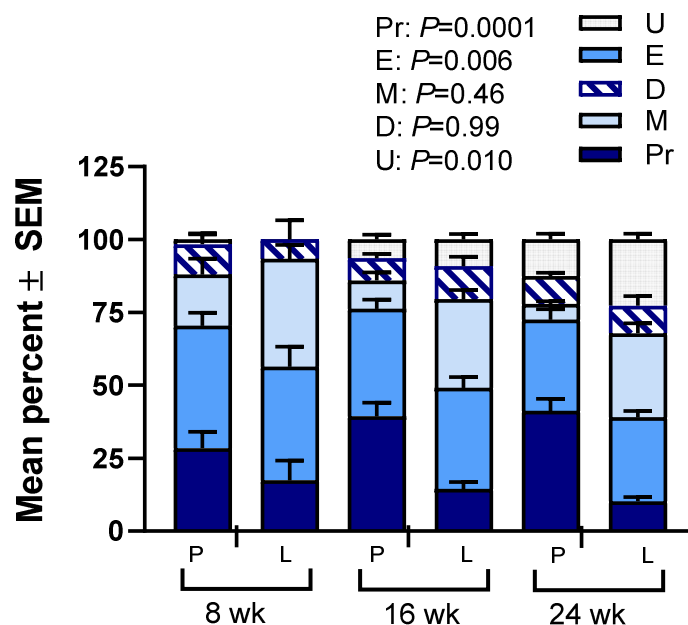 Pr: P=0.0001
E: P=0.006
M: P=0.46
D: P=0.99
U: P=0.010
U
E
D
M
Pr
Mean percent ± SEM
125
100
75
50
25
0
P L P L P L
8 wk 16 wk 24 wk